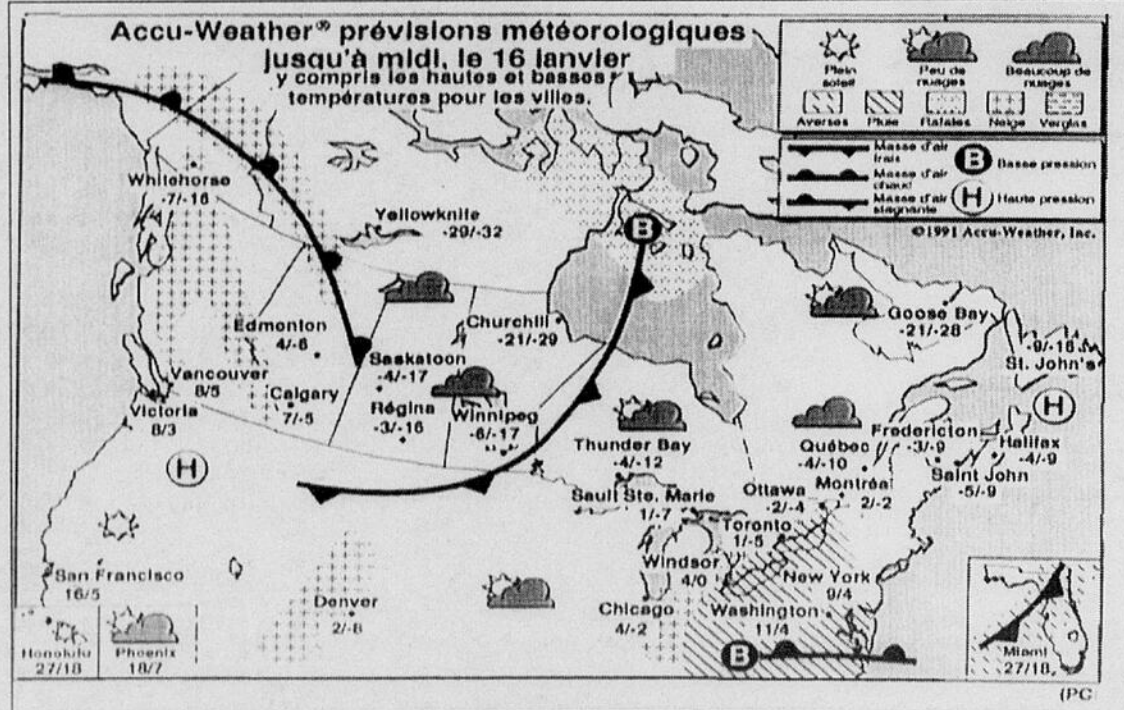 Accu-Weather® prévisions météorologiques
jusqu'à midi, le 16 janvier
y compris les hautes et basses
températures pour les villes.
Plein soleil
Peu de nuages
Beaucoup de nuages
Averses
Pluie
Rafales
Neige
Verglas
Masse d'air frais
Masse d'air chaud
Masse d'air stagnante
B
Basse pression
H
Haute pression
©1991 Accu-Weather, Inc.
Whitehorse
-7/-16
Yellowknife
-29/-32
B
Churchill
-21/-29
Goose Bay
-21/-28
-9/-16
St. John's
Edmonton
4/-6
Saskatoon
-4/-17
Vancouver
8/5
Calgary
7/-5
Victoria
8/3
Régina
-3/-16
Winnipeg
-6/-17
Thunder Bay
-4/-12
Québec
-4/-10
Fredericton
-3/-9
H
Halifax
-4/-9
Saint John
-5/-9
Montréal
2/-2
Ottawa
-2/-4
Sault Ste. Marie
1/-7
Toronto
1/-5
H
Windsor
4/0
San Francisco
16/5
Denver
2/-8
Chicago
4/-2
New York
9/4
Washington
11/4
B
Honolulu
27/18
Phoenix
18/7
Miami
27/18
(PC